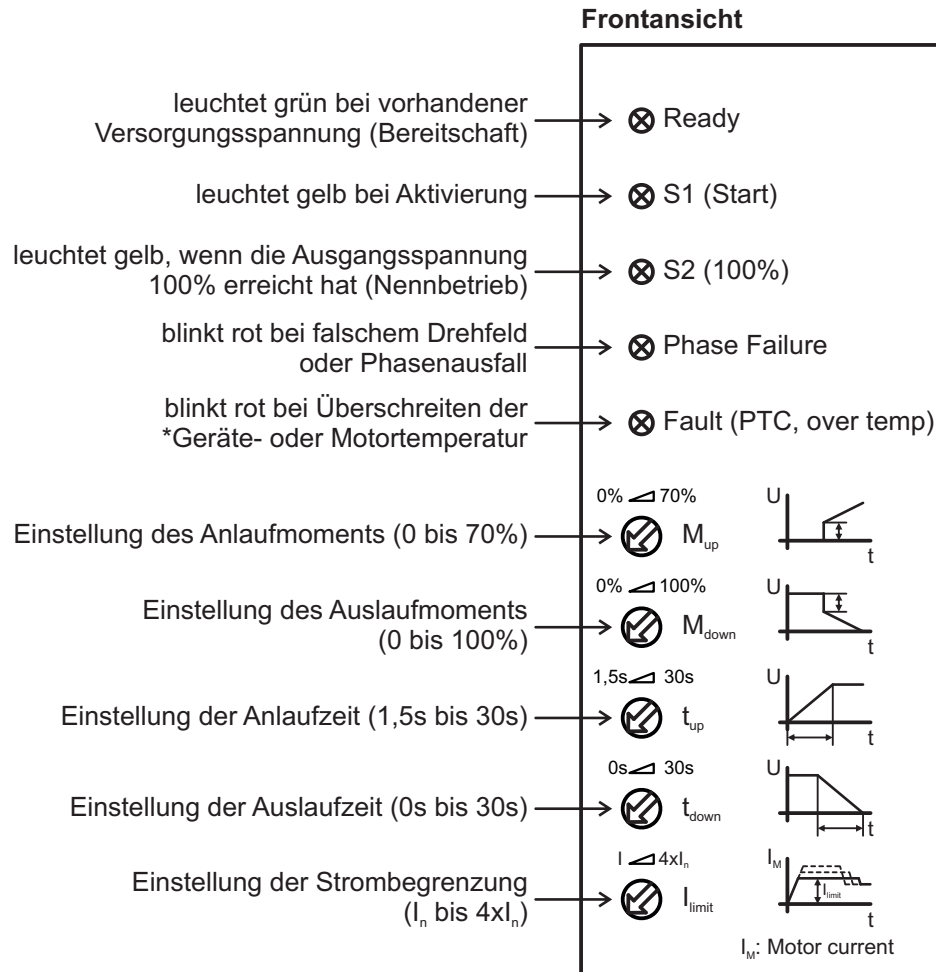 Frontansicht
leuchtet grün bei vorhandener
Versorgungsspannung (Bereitschaft)
Ready
leuchtet gelb bei Aktivierung
S1 (Start)
leuchtet gelb, wenn die Ausgangsspannung
100% erreicht hat (Nennbetrieb)
S2 (100%)
blinkt rot bei falschem Drehfeld
oder Phasenausfall
Phase Failure
blinkt rot bei Überschreiten der
*Geräte- oder Motortemperatur
Fault (PTC, over temp)
Einstellung des Anlaufmoments (0 bis 70%)
0% 70%
Mup
U
t
Einstellung des Auslaufmoments
(0 bis 100%)
0% 100%
Mdown
U
t
Einstellung der Anlaufzeit (1,5s bis 30s)
1,5s 30s
tup
U
t
Einstellung der Auslaufzeit (0s bis 30s)
0s 30s
tdown
U
t
Einstellung der Strombegrenzung
(In bis 4xIn)
I 4xIn
Ilimit
IM
Ilimit
t
IM: Motor current